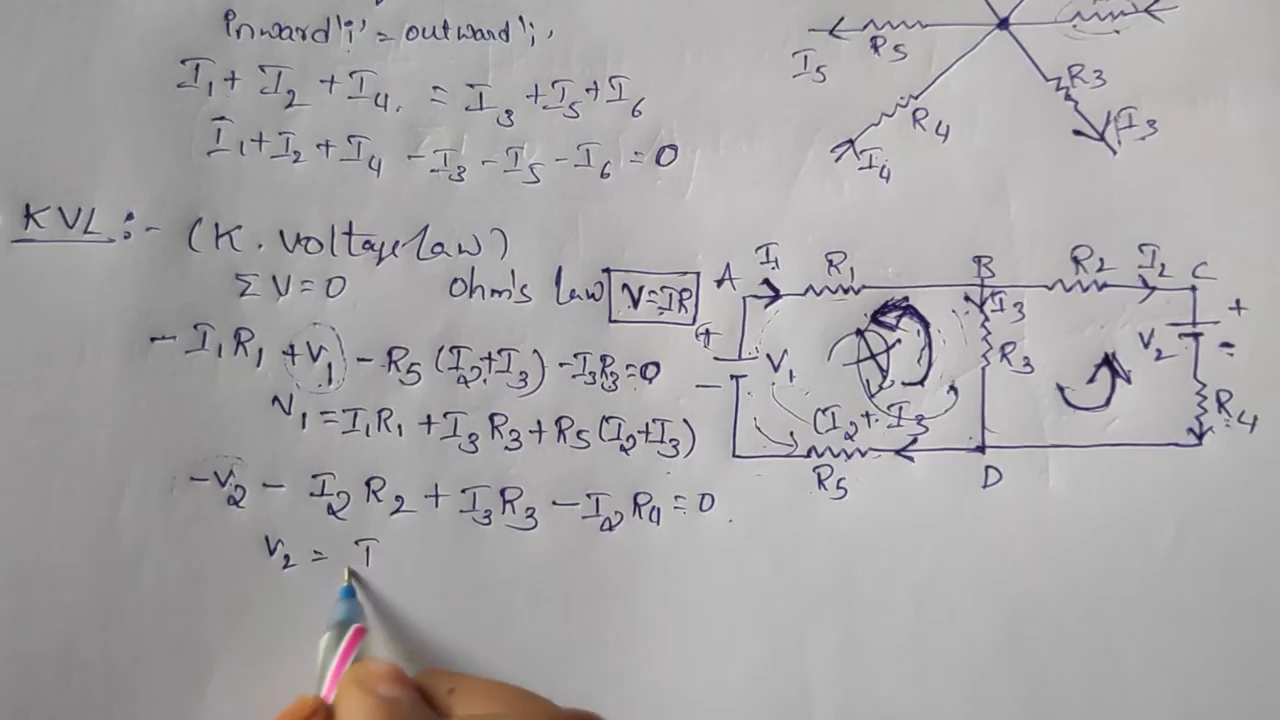 Inward 'i' = outward 'i',
I₁ + I₂ + I₄. = I₃ + I₅ + I₆
I₁ + I₂ + I₄ - I₃ - I₅ - I₆ = 0
KVL :- (K. voltage law)
ΣV = 0 Ohm's law V=IR
- I₁R₁ + V₁ - R₅ (I₂+I₃) - I₃R₃ = 0
V₁ = I₁R₁ + I₃R₃ + R₅ (I₂+I₃)
-V₂ - I₂R₂ + I₃R₃ - I₂R₄ = 0.
V₂ = I
R₅
I₅
R₃
R₄
I₃
I₄
A I₁ R₁ B R₂ I₂ C
I₃
+ V₁ - R₃ V₂ + -
(I₂ + I₃
R₄
R₅ D